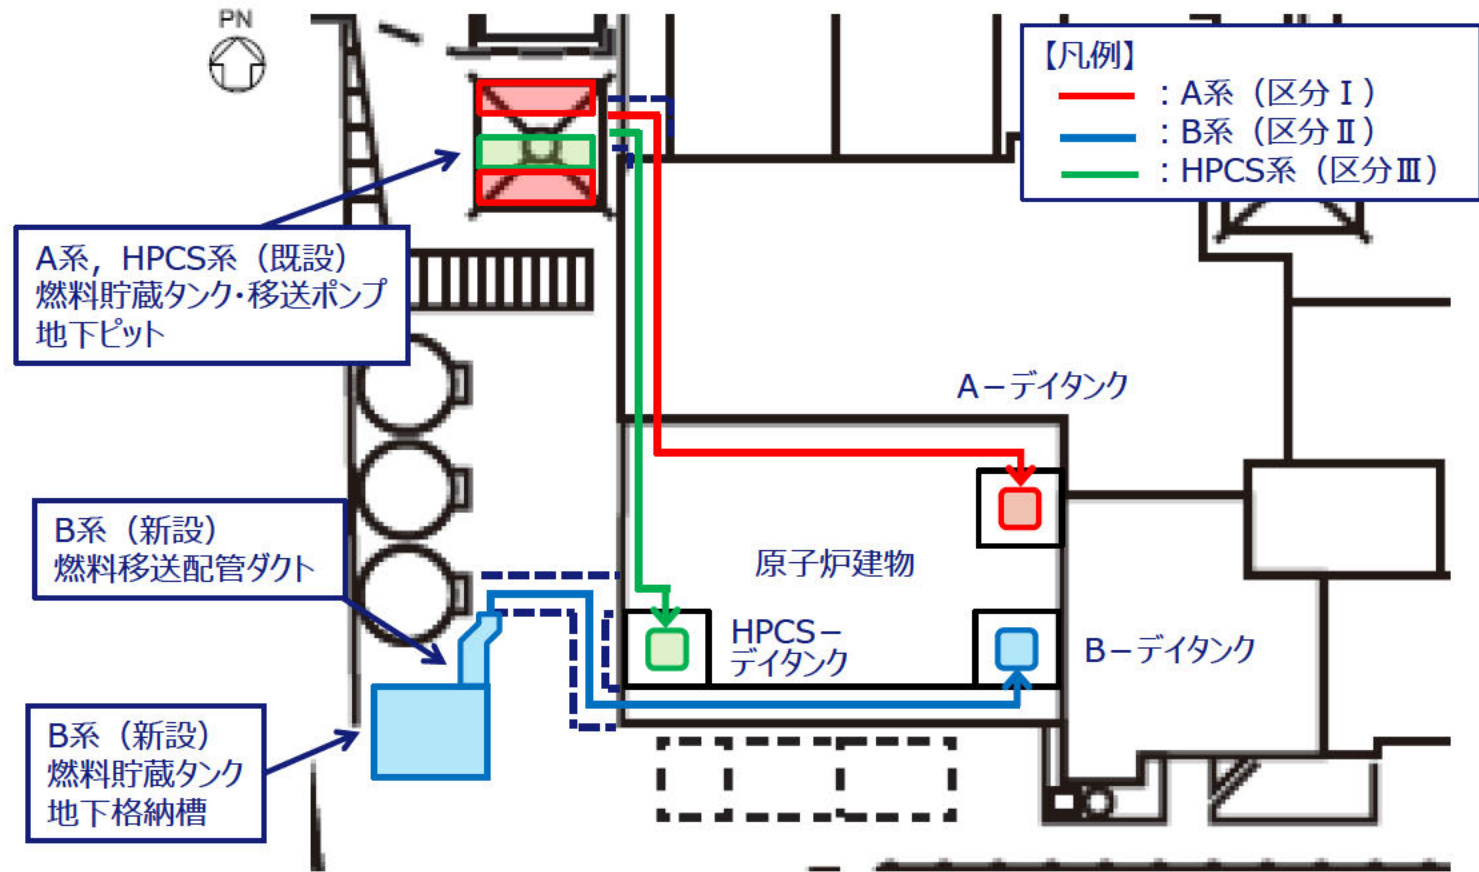 PN
【凡例】
：A系（区分Ⅰ）
：B系（区分Ⅱ）
：HPCS系（区分Ⅲ）
A系，HPCS系（既設）
燃料貯蔵タンク・移送ポンプ
地下ピット
A－デイタンク
B系（新設）
燃料移送配管ダクト
原子炉建物
HPCS－
デイタンク
B－デイタンク
B系（新設）
燃料貯蔵タンク
地下格納槽